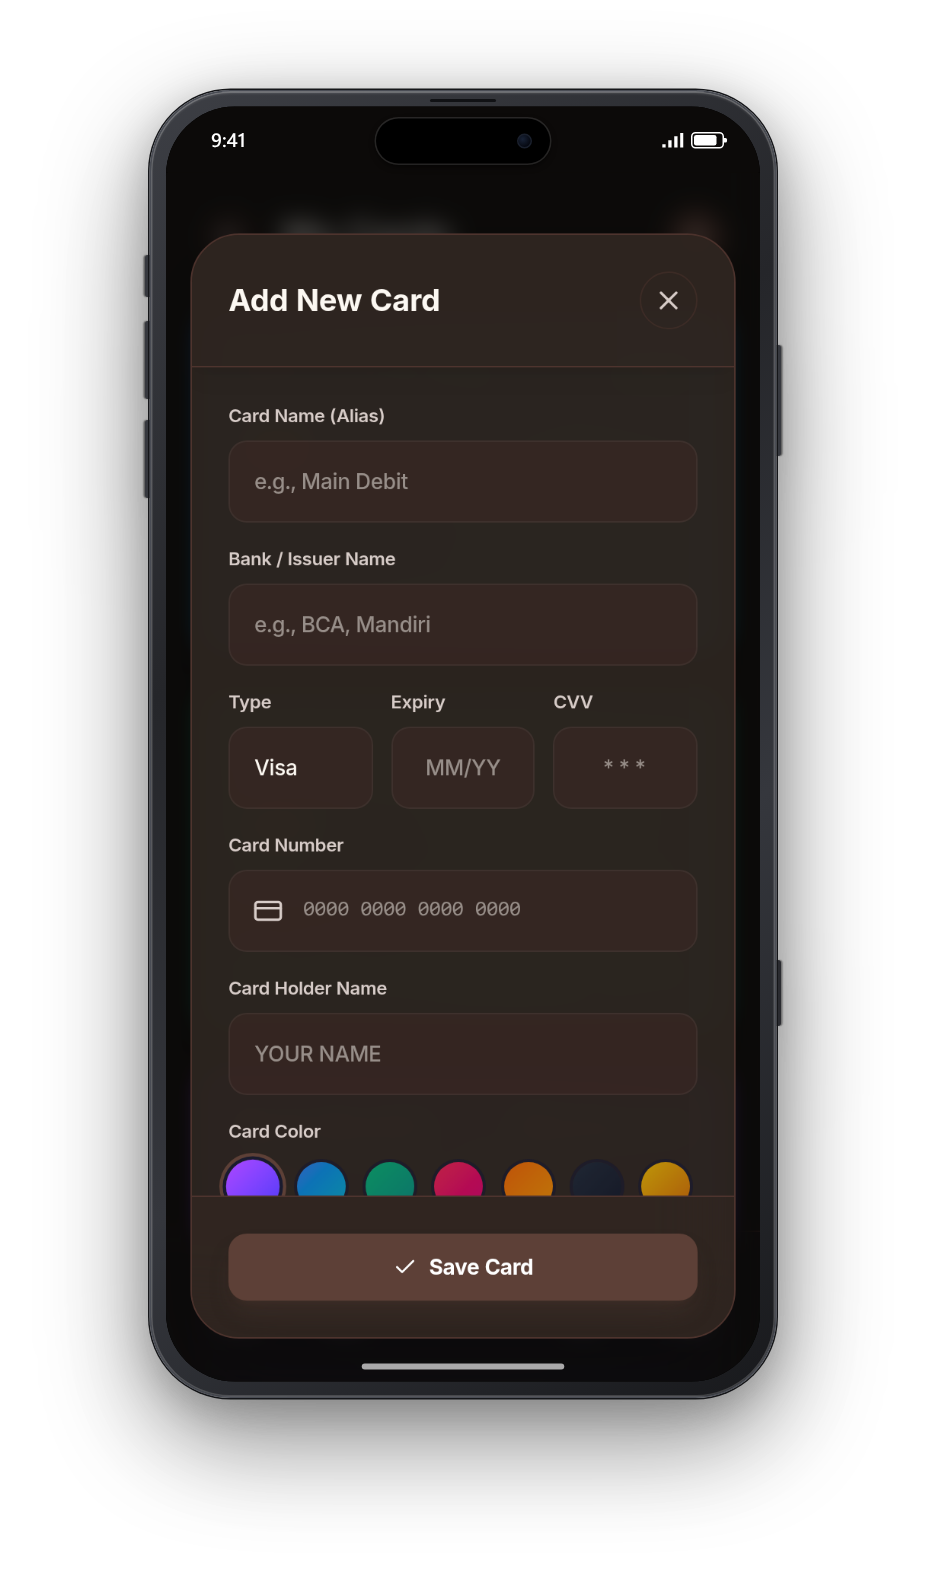 9:41
Add New Card
Card Name (Alias)
e.g., Main Debit
Bank / Issuer Name
e.g., BCA, Mandiri
Type Expiry CVV
Visa MM/YY ***
Card Number
0000 0000 0000 0000
Card Holder Name
YOUR NAME
Card Color
Save Card